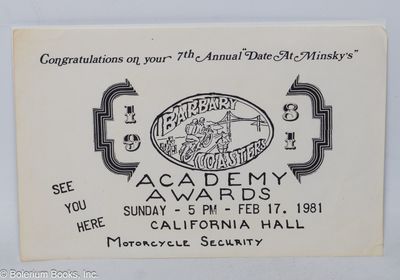 Congratulations on your 7th Annual "Date At Minsky's"
19 81
BARBARY
COASTERS
ACADEMY
AWARDS
SEE
YOU
HERE
SUNDAY - 5 PM - FEB 17. 1981
CALIFORNIA HALL
MOTORCYCLE SECURITY
© Bolerium Books, Inc.